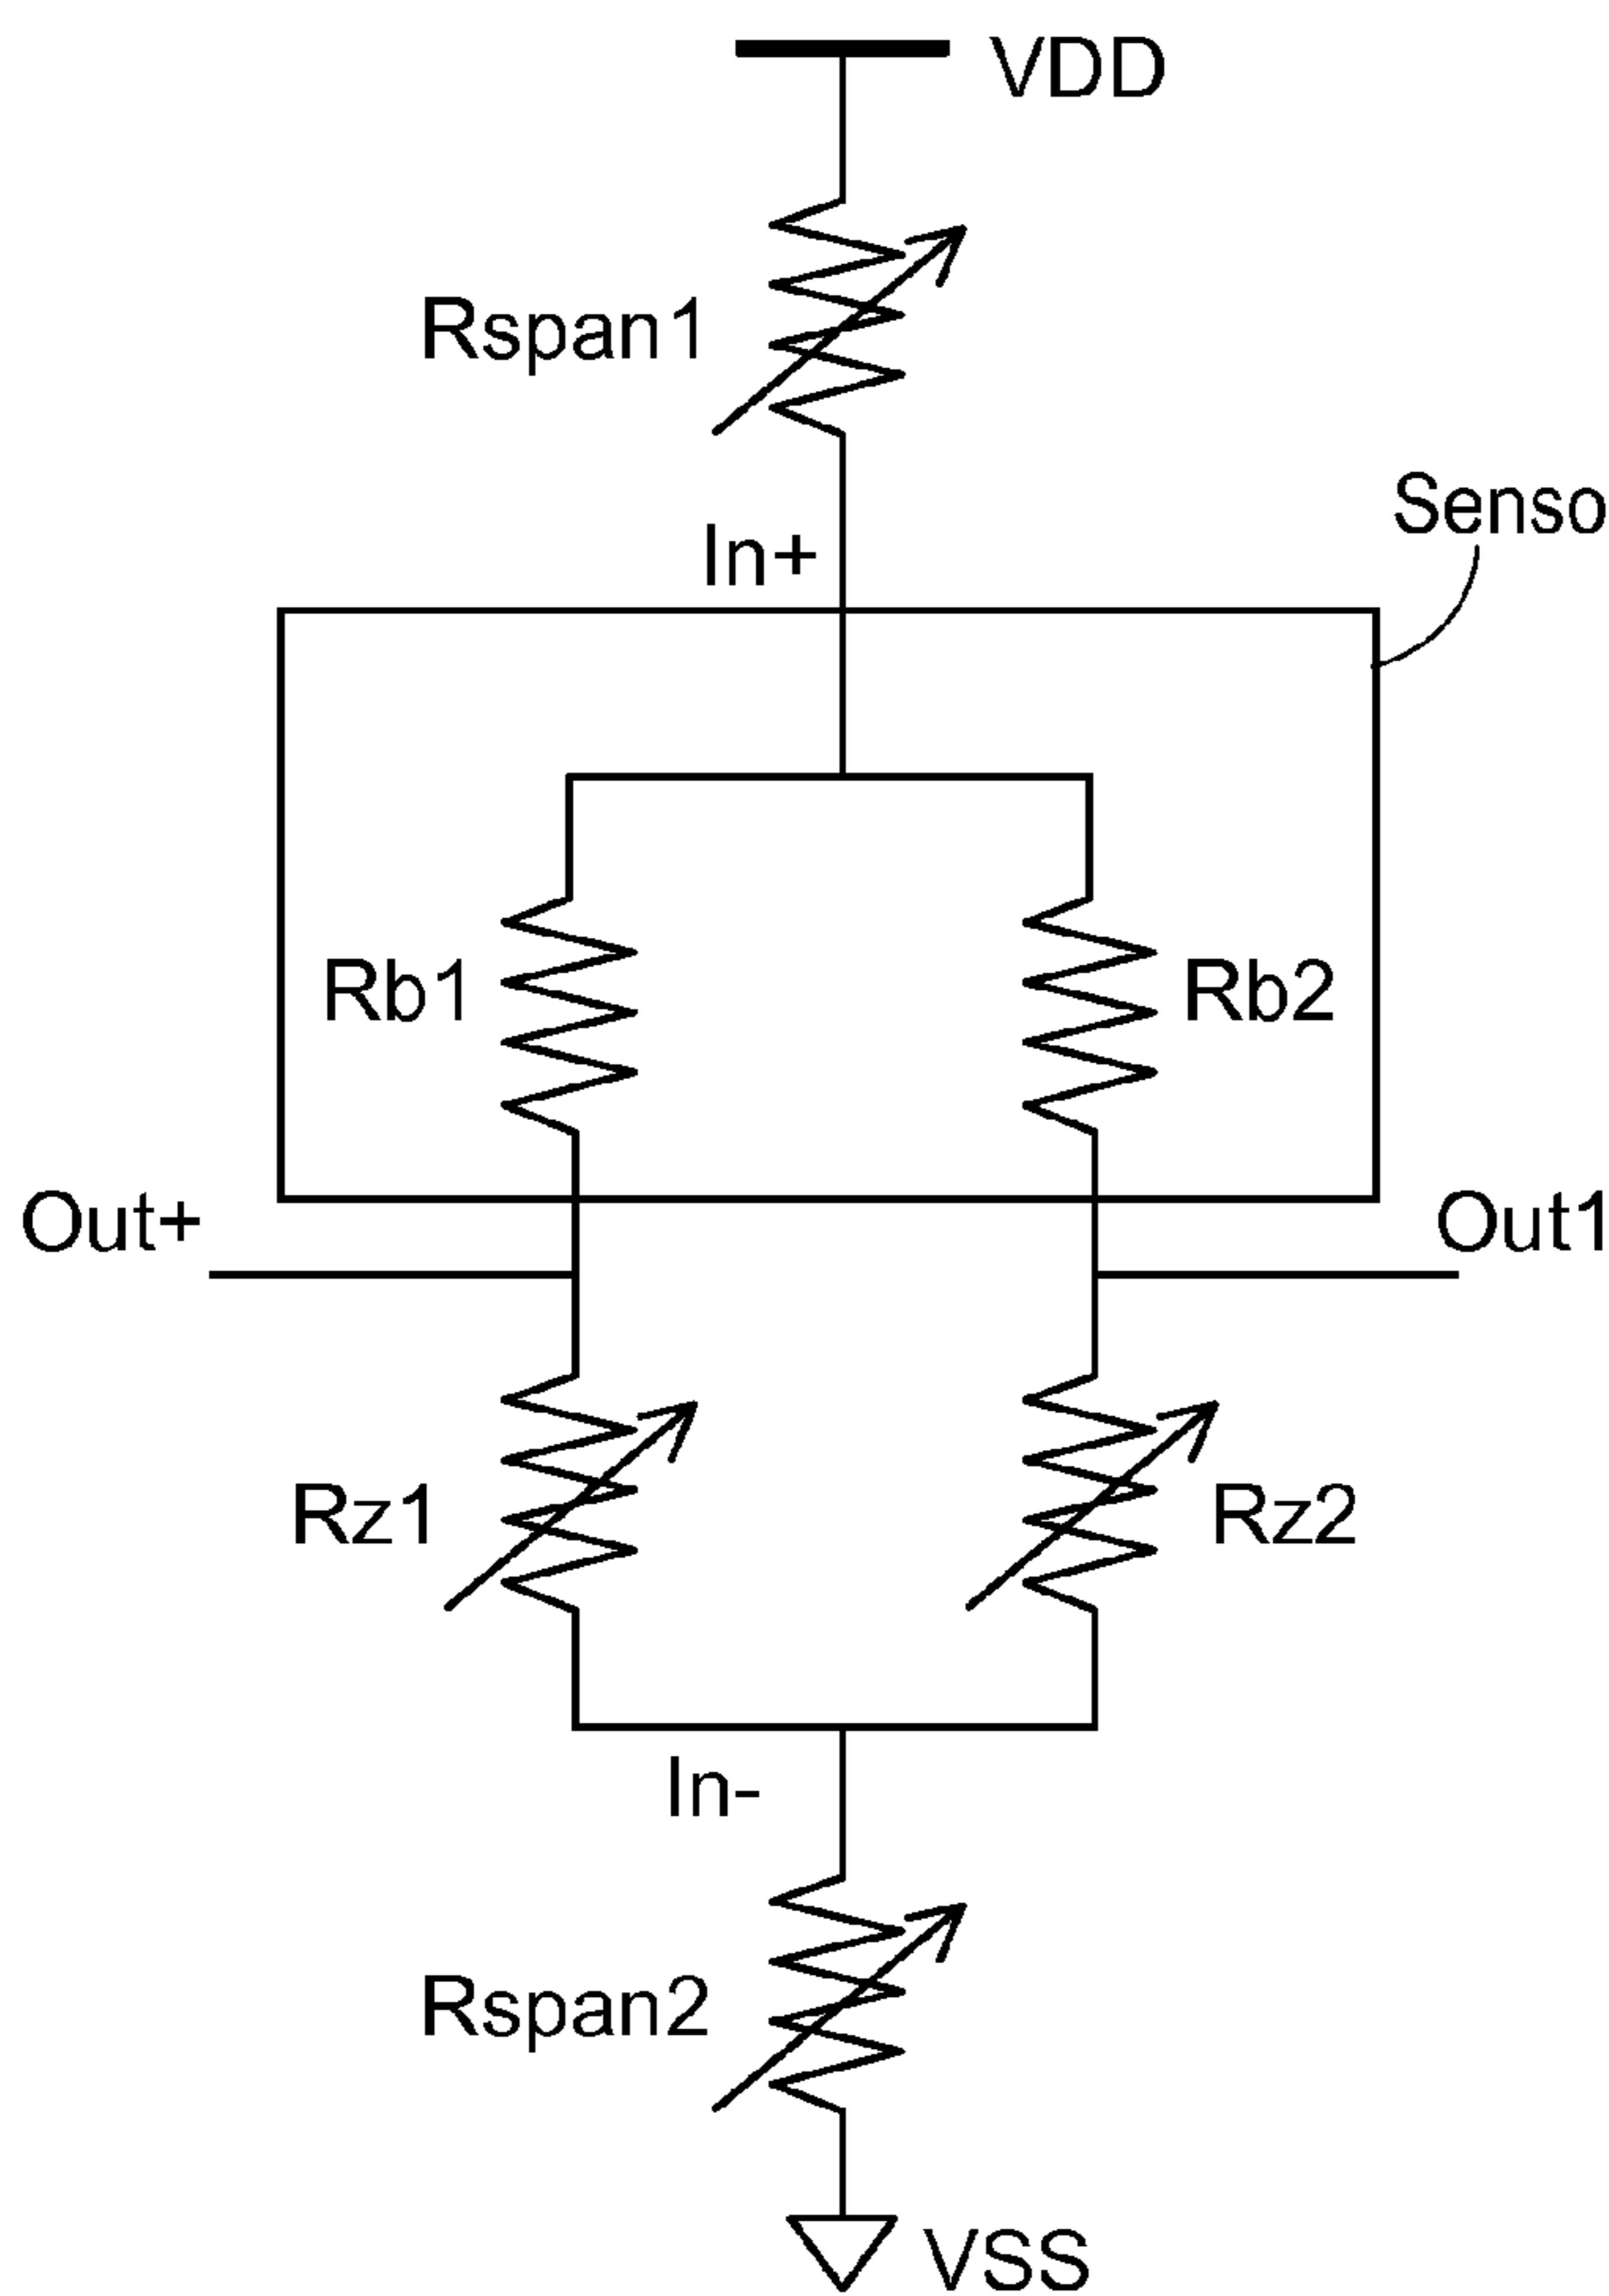 VDD
Rspan1
Senso
In+
Rb1
Rb2
Out+
Out1
Rz1
Rz2
In-
Rspan2
VSS